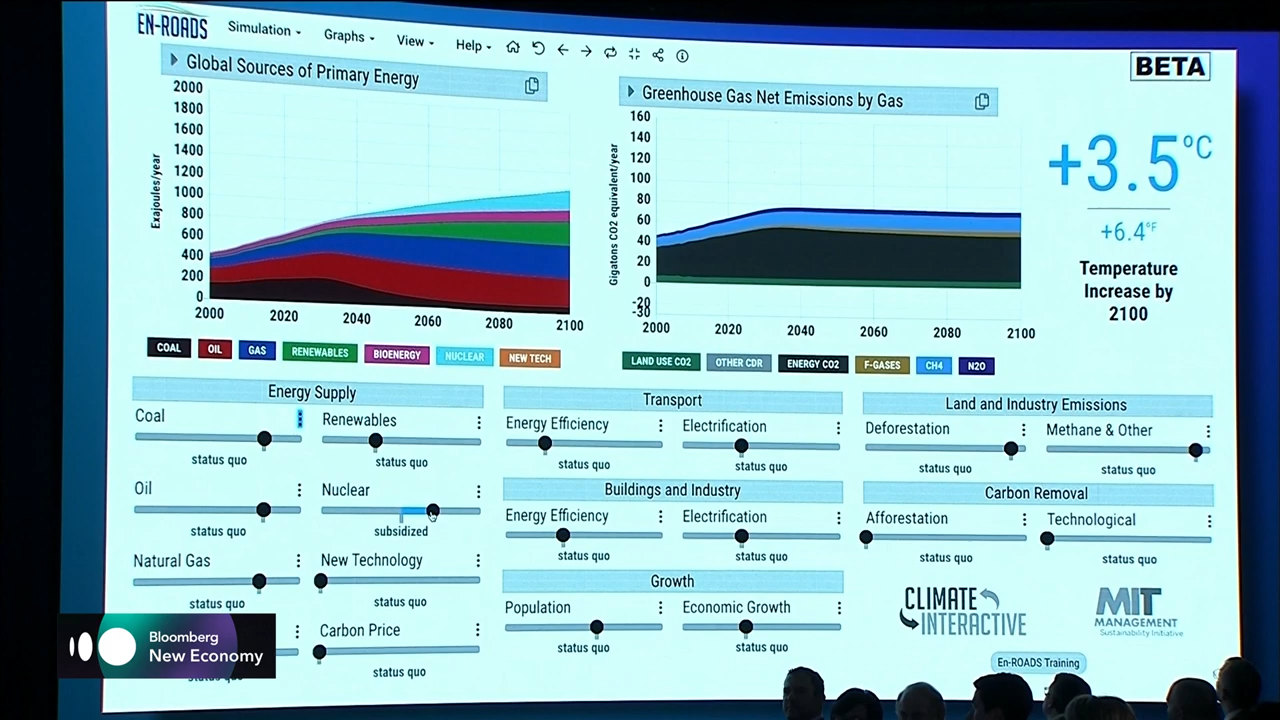 EN-ROADS
Simulation Graphs View Help
BETA
Global Sources of Primary Energy
Exajoules/year
2000
1800
1600
1400
1200
1000
800
600
400
200
0
2000 2020 2040 2060 2080 2100
COAL OIL GAS RENEWABLES BIOENERGY NUCLEAR NEW TECH
Greenhouse Gas Net Emissions by Gas
Gigatons CO2 equivalent/year
160
140
120
100
80
60
40
20
0
-20
-30
2000 2020 2040 2060 2080 2100
LAND USE CO2 OTHER CDR ENERGY CO2 F-GASES CH4 N2O
+3.5°C
+6.4°F
Temperature
Increase by
2100
Energy Supply
Coal
status quo
Renewables
status quo
Oil
status quo
Nuclear
subsidized
Natural Gas
status quo
New Technology
status quo
Carbon Price
status quo
Transport
Energy Efficiency
status quo
Electrification
status quo
Buildings and Industry
Energy Efficiency
status quo
Electrification
status quo
Growth
Population
status quo
Economic Growth
status quo
Land and Industry Emissions
Deforestation
status quo
Methane & Other
status quo
Carbon Removal
Afforestation
status quo
Technological
status quo
CLIMATE
INTERACTIVE
MIT
MANAGEMENT
Sustainability Initiative
En-ROADS Training
Bloomberg
New Economy